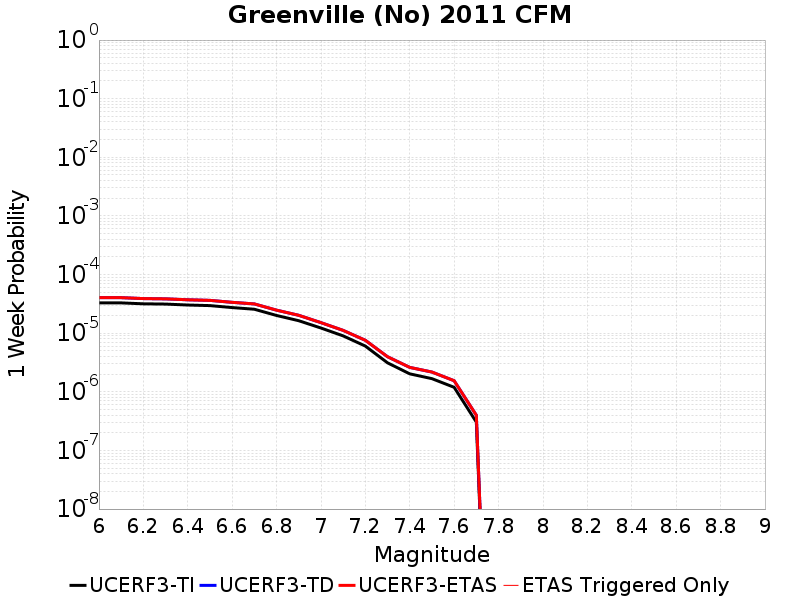 Greenville (No) 2011 CFM
1 Week Probability
10^0
10^-1
10^-2
10^-3
10^-4
10^-5
10^-6
10^-7
10^-8
6 6.2 6.4 6.6 6.8 7 7.2 7.4 7.6 7.8 8 8.2 8.4 8.6 8.8 9
Magnitude
UCERF3-TI UCERF3-TD UCERF3-ETAS ETAS Triggered Only